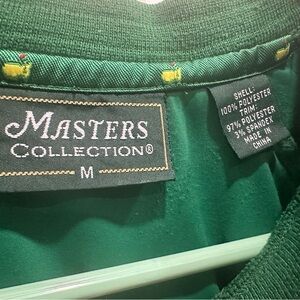 MASTERS
COLLECTION®
M
SHELL:
100% POLYESTER
TRIM:
97% POLYESTER
3% SPANDEX
MADE IN
CHINA